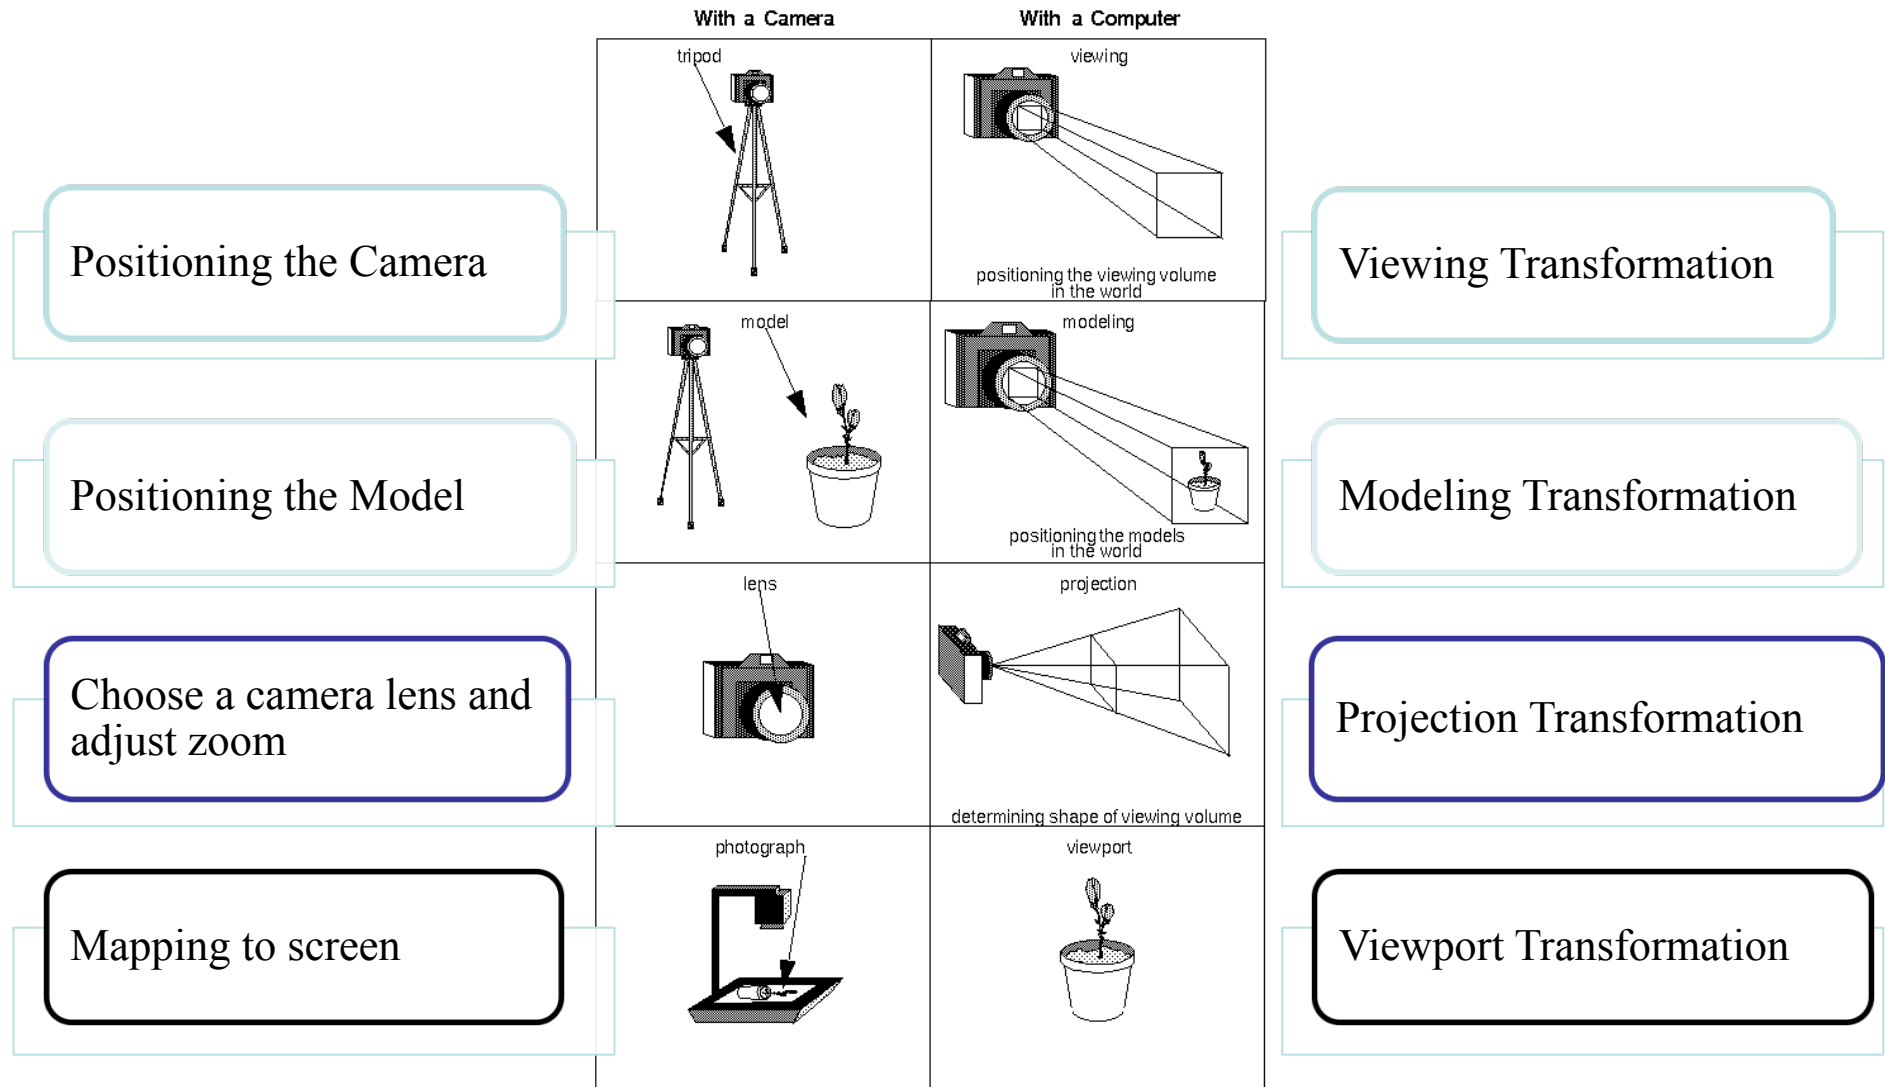 With a Camera
With a Computer
tripod
viewing
positioning the viewing volume
in the world
Positioning the Camera
Viewing Transformation
model
modeling
positioning the models
in the world
Positioning the Model
Modeling Transformation
lens
projection
determining shape of viewing volume
Choose a camera lens and
adjust zoom
Projection Transformation
photograph
viewport
Mapping to screen
Viewport Transformation